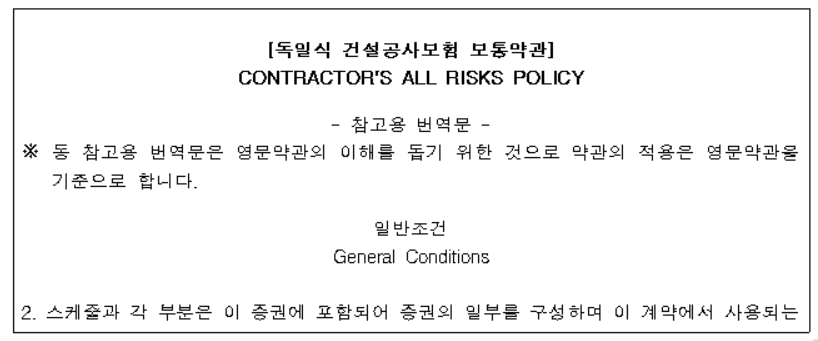 [독일식 건설공사보험 보통약관]
CONTRACTOR'S ALL RISKS POLICY
- 참고용 번역문 -
※ 동 참고용 번역문은 영문약관의 이해를 돕기 위한 것으로 약관의 적용은 영문약관을
기준으로 합니다.
일반조건
General Conditions
2. 스케쥴과 각 부분은 이 증권에 포함되어 증권의 일부를 구성하며 이 계약에서 사용되는